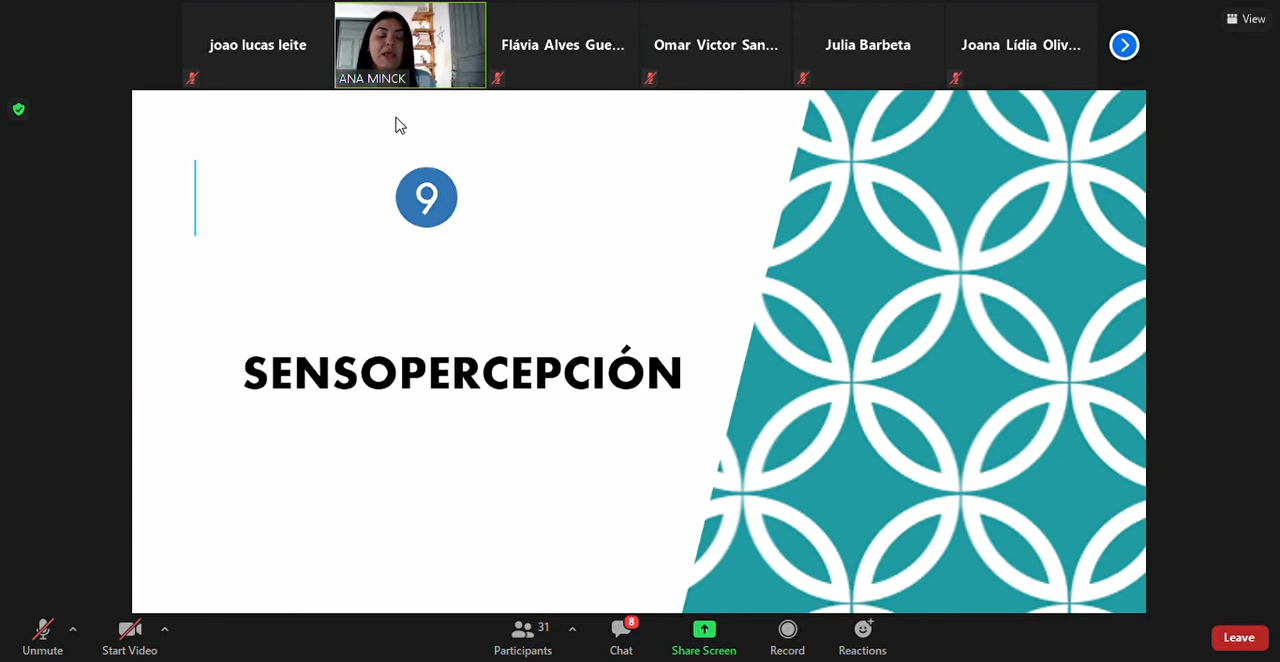 View
joao lucas leite
ANA MINCK
Flávia Alves Gue...
Omar Victor San...
Julia Barbeta
Joana Lídia Oliv...
9
SENSOPERCEPCIÓN
Unmute
Start Video
31
Participants
8
Chat
Share Screen
Record
Reactions
Leave